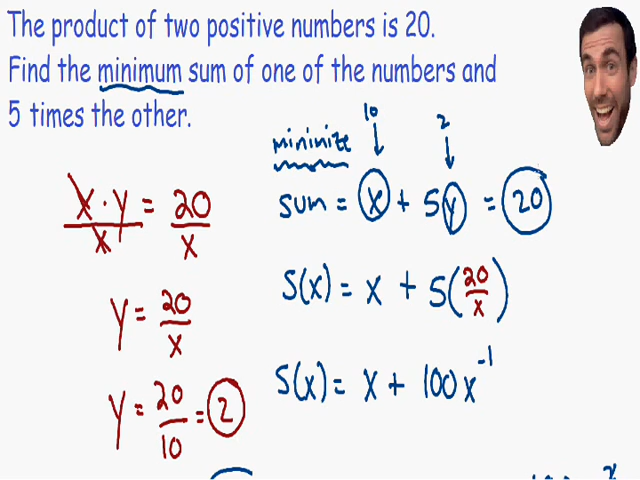 The product of two positive numbers is 20.
Find the minimum sum of one of the numbers and
5 times the other.
10 2
mininize
sum = x + 5y = 20
x · y = 20
x x
S(x) = x + 5(20/x)
y = 20/x
S(x) = x + 100x⁻¹
y = 20/10 = 2